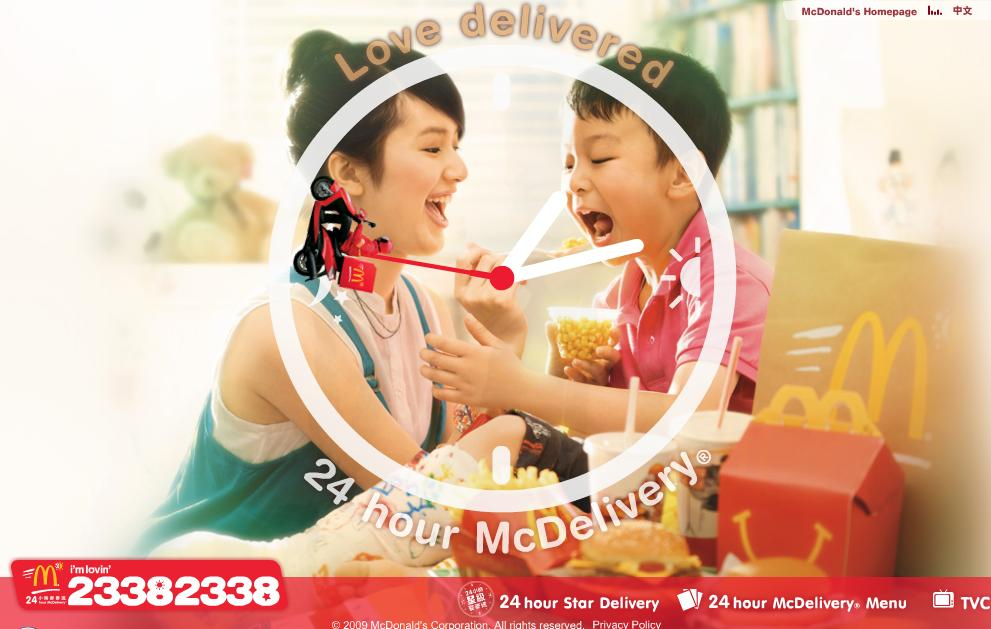 McDonald's Homepage 中文
Love delivered
24 hour McDelivery®
i'm lovin'
23382338
24 hour Star Delivery
24 hour McDelivery® Menu
TVC
© 2009 McDonald's Corporation. All rights reserved. Privacy Policy